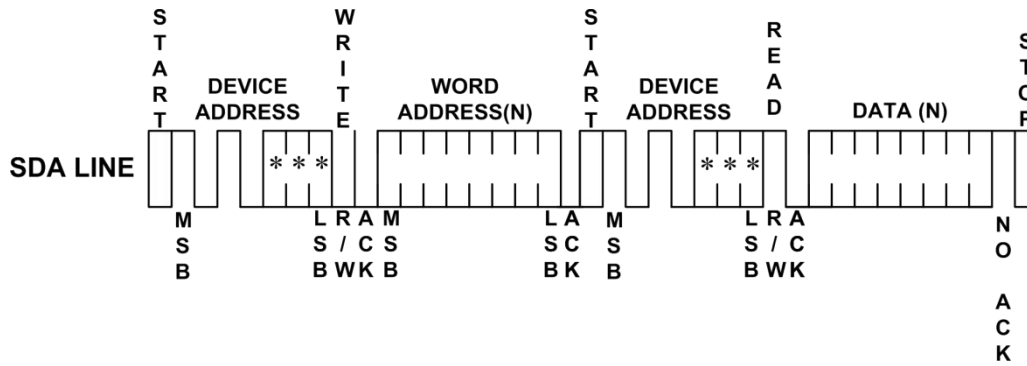 START
DEVICE
ADDRESS
WRITE
WORD
ADDRESS(N)
START
DEVICE
ADDRESS
READ
DATA (N)
STOP
SDA LINE
* * *
* * *
MSB
LSB
R/W
ACK
MSB
LSB
ACK
MSB
LSB
R/W
ACK
NO ACK